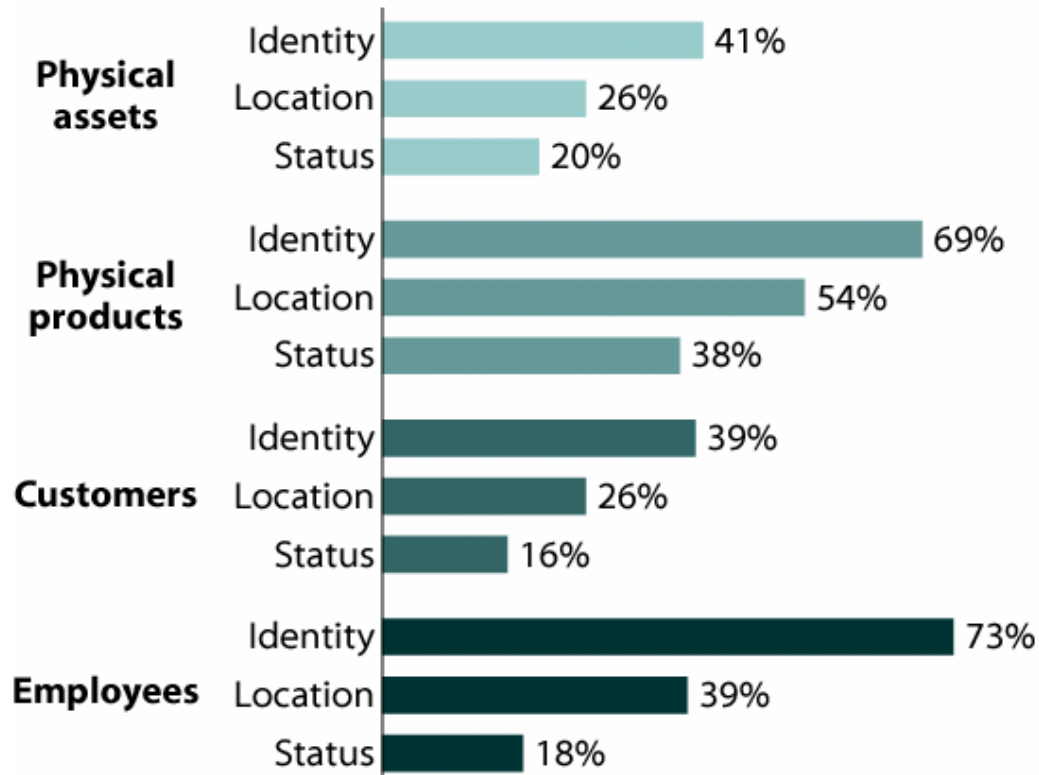 Physical
assets
Identity 41%
Location 26%
Status 20%
Physical
products
Identity 69%
Location 54%
Status 38%
Customers
Identity 39%
Location 26%
Status 16%
Employees
Identity 73%
Location 39%
Status 18%